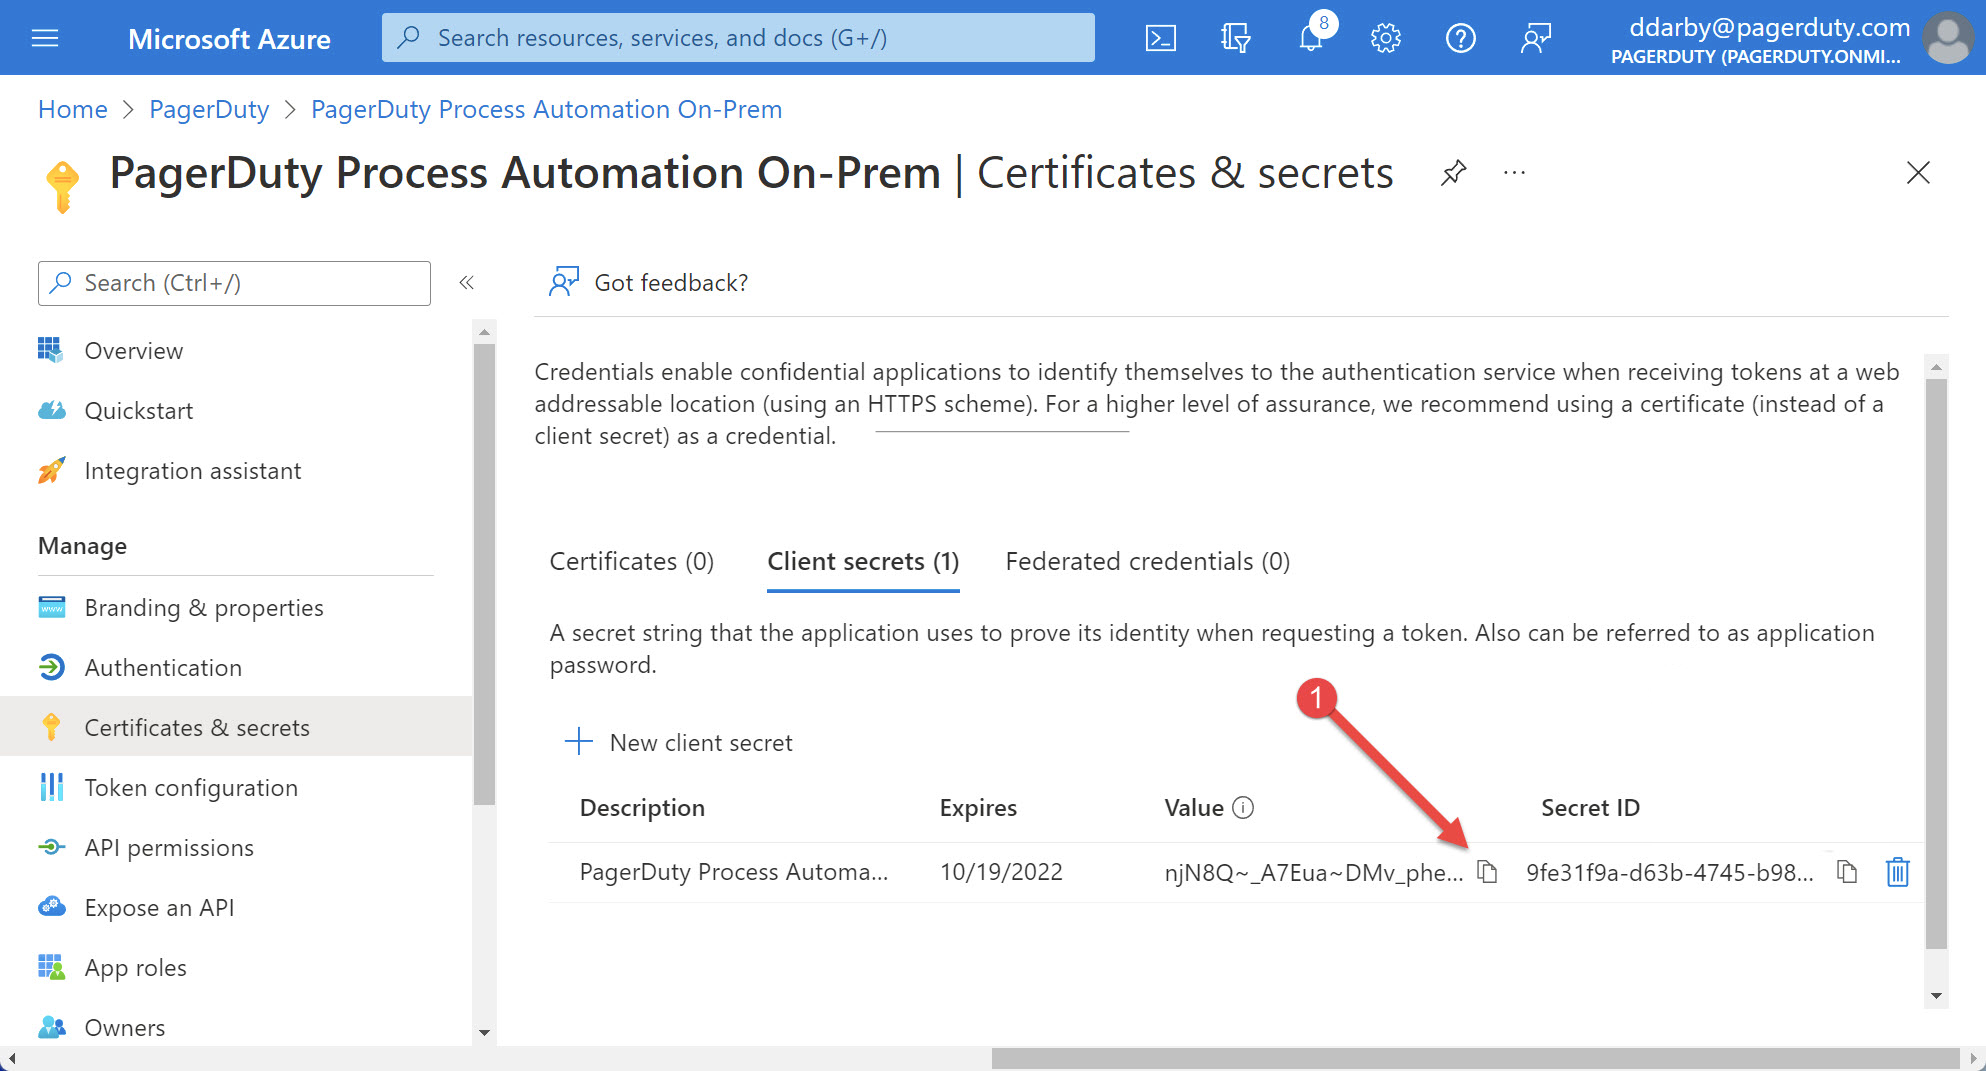 Microsoft Azure
Search resources, services, and docs (G+/)
8
ddarby@pagerduty.com
PAGERDUTY (PAGERDUTY.ONMI...
Home > PagerDuty > PagerDuty Process Automation On-Prem
PagerDuty Process Automation On-Prem | Certificates & secrets
Search (Ctrl+/)
Overview
Quickstart
Integration assistant
Manage
Branding & properties
Authentication
Certificates & secrets
Token configuration
API permissions
Expose an API
App roles
Owners
Got feedback?
Credentials enable confidential applications to identify themselves to the authentication service when receiving tokens at a web
addressable location (using an HTTPS scheme). For a higher level of assurance, we recommend using a certificate (instead of a
client secret) as a credential.
Certificates (0) Client secrets (1) Federated credentials (0)
A secret string that the application uses to prove its identity when requesting a token. Also can be referred to as application
password.
1
New client secret
Description Expires Value Secret ID
PagerDuty Process Automa... 10/19/2022 njN8Q~_A7Eua~DMv_phe... 9fe31f9a-d63b-4745-b98...